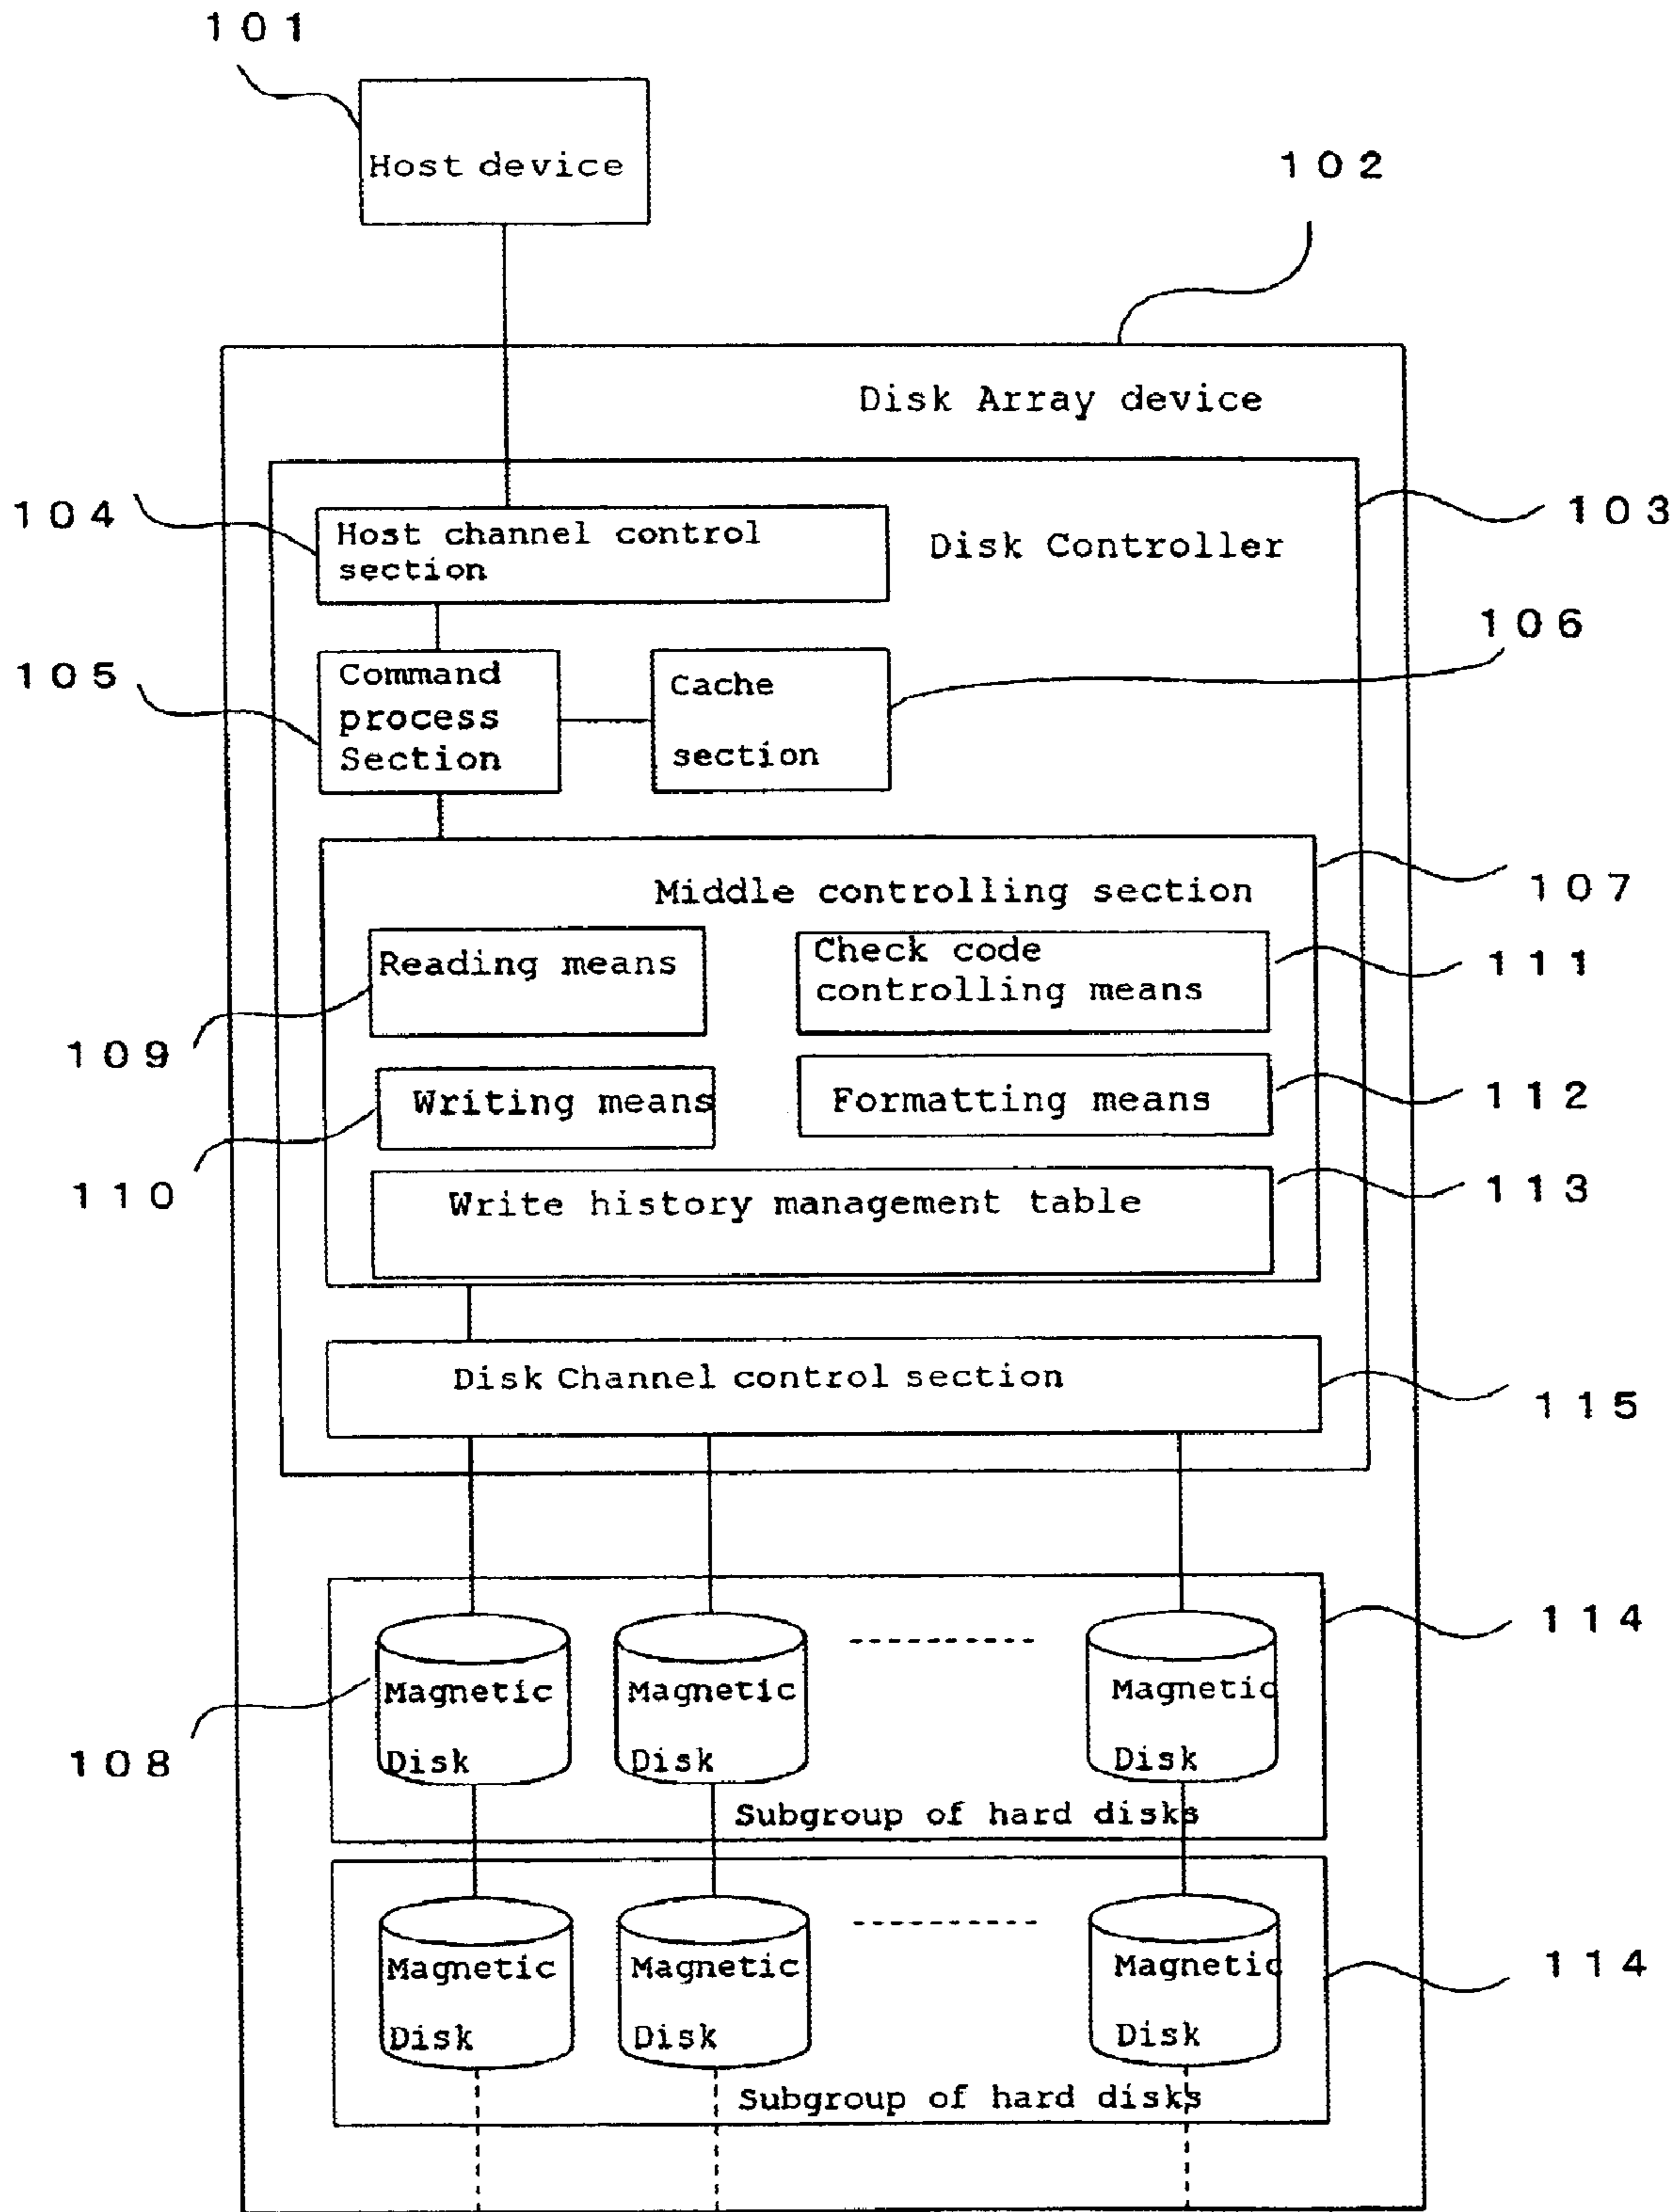 101
Host device
102
Disk Array device
104
Host channel control
section
Disk Controller
103
106
105
Command
process
Section
Cache
section
Middle controlling section
107
Reading means
Check code
controlling means
111
109
Writing means
Formatting means
112
110
Write history management table
113
Disk Channel control section
115
114
Magnetic
Disk
Magnetic
Disk
Magnetic
Disk
108
Subgroup of hard disks
Magnetic
Disk
Magnetic
Disk
Magnetic
Disk
114
Subgroup of hard disks